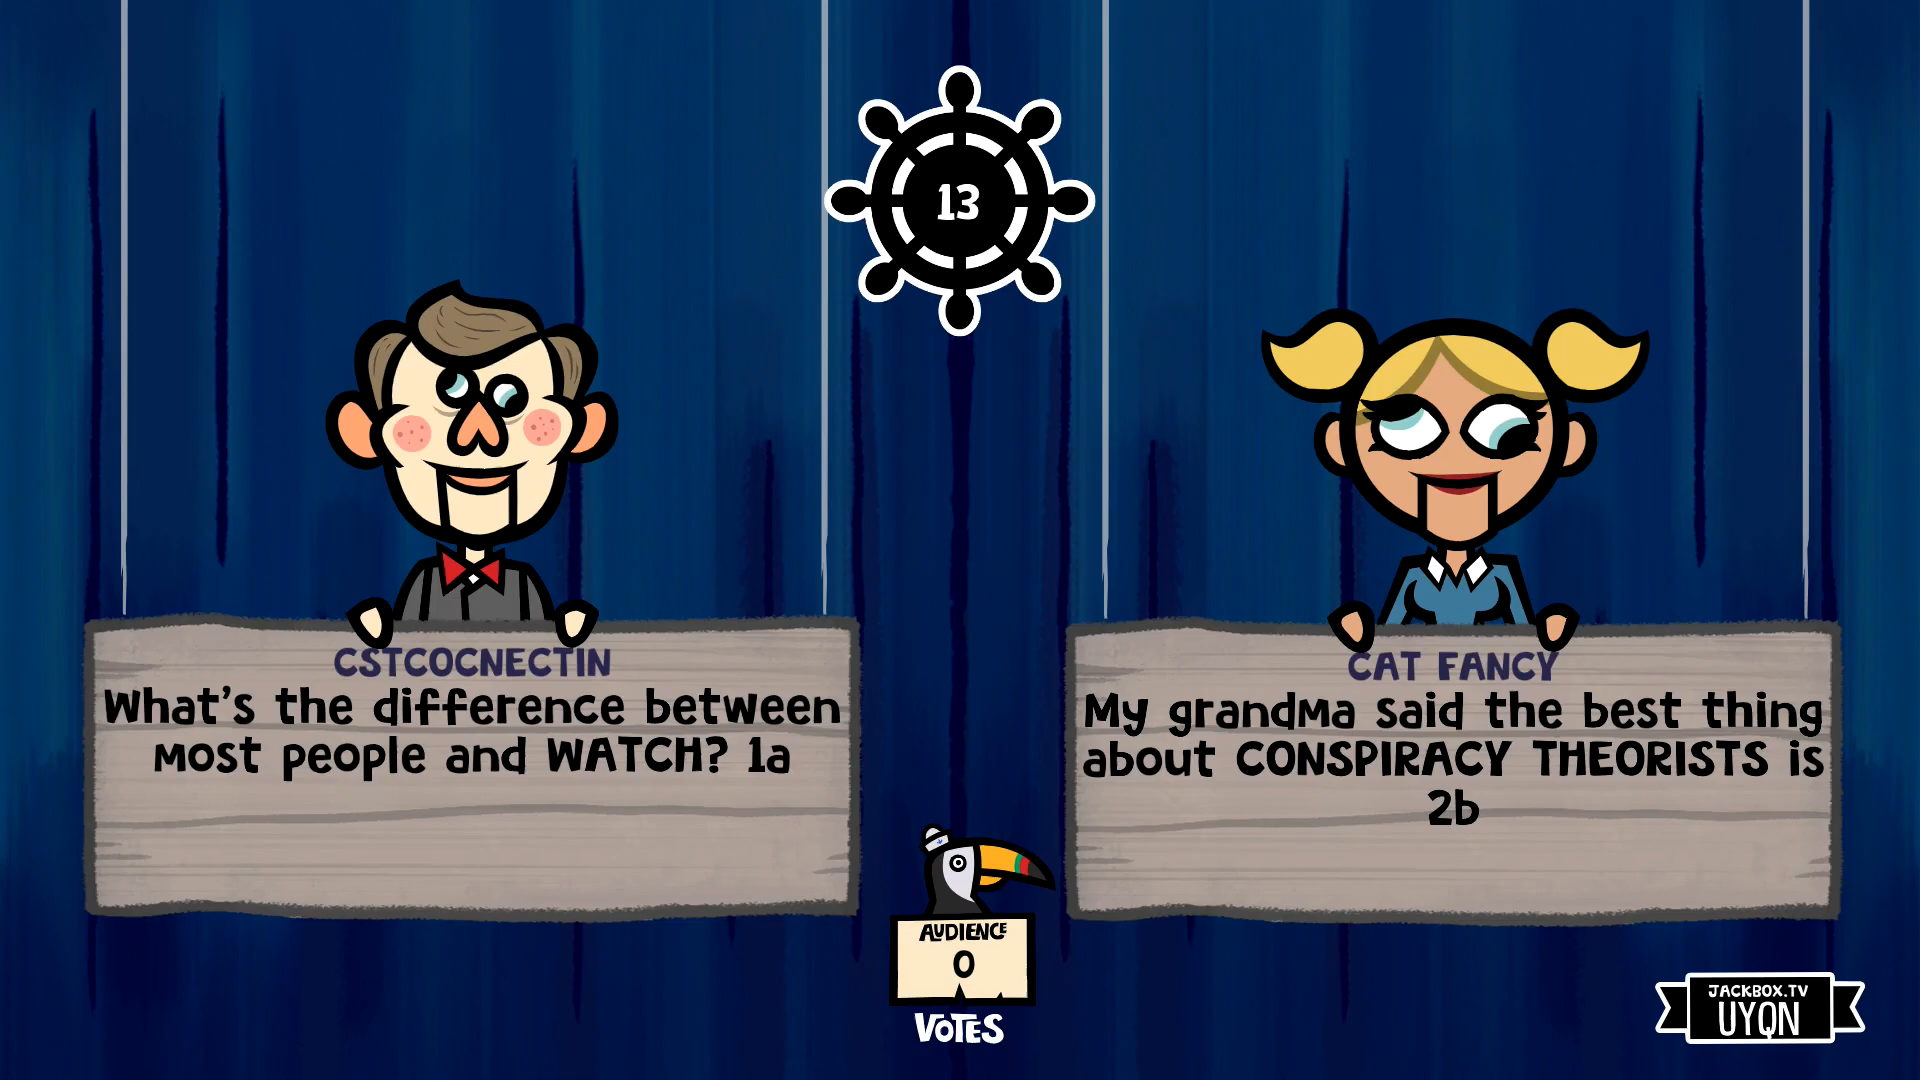 13
CSTCOCNECTIN
What's the difference between
most people and WATCH? 1a
CAT FANCY
My grandma said the best thing
about CONSPIRACY THEORISTS is
2b
AUDIENCE
0
VOTES
JACKBOX.TV
UYQN